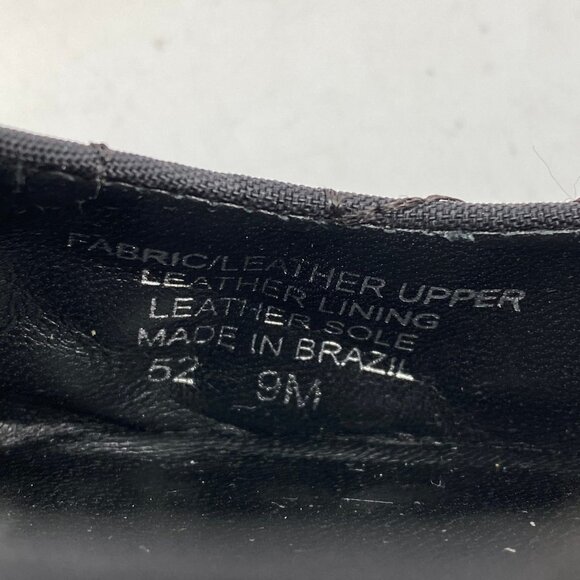 FABRIC/LEATHER UPPER
LEATHER LINING
LEATHER SOLE
MADE IN BRAZIL
52 9M